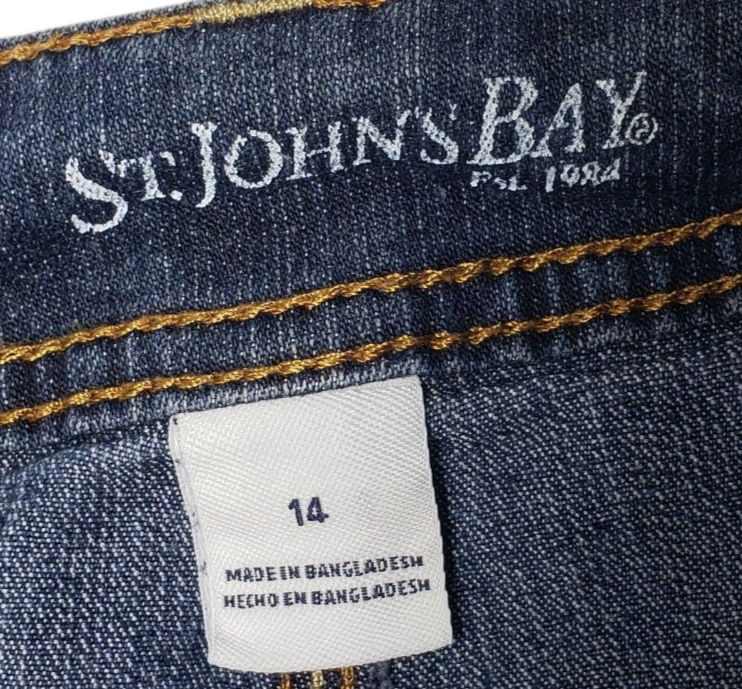 ST. JOHN'S BAY®
EST. 1984
14
MADE IN BANGLADESH
HECHO EN BANGLADESH